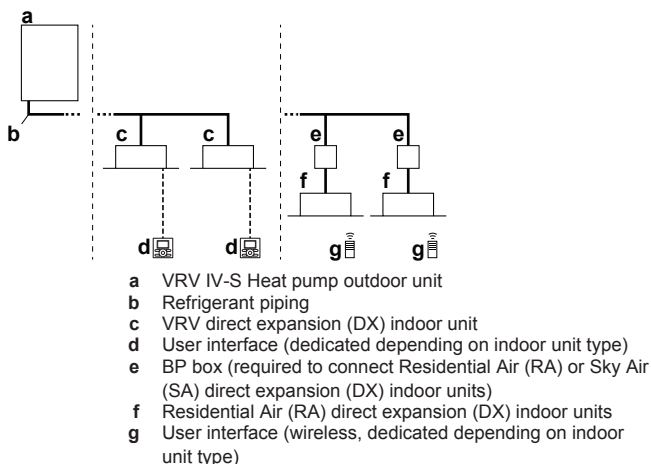 a
b
c c e e
f f
d d g g
a VRV IV-S Heat pump outdoor unit
b Refrigerant piping
c VRV direct expansion (DX) indoor unit
d User interface (dedicated depending on indoor unit type)
e BP box (required to connect Residential Air (RA) or Sky Air
(SA) direct expansion (DX) indoor units)
f Residential Air (RA) direct expansion (DX) indoor units
g User interface (wireless, dedicated depending on indoor
unit type)